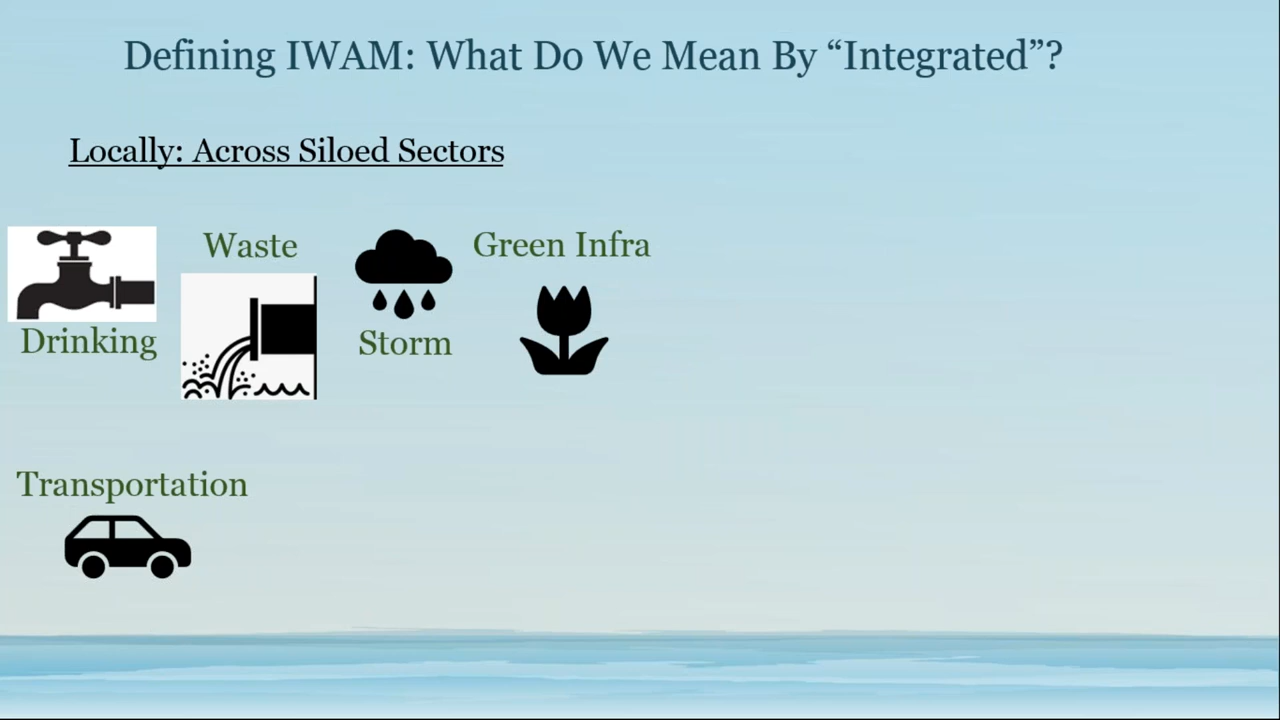 Defining IWAM: What Do We Mean By “Integrated”?
Locally: Across Siloed Sectors
Waste
Green Infra
Drinking
Storm
Transportation